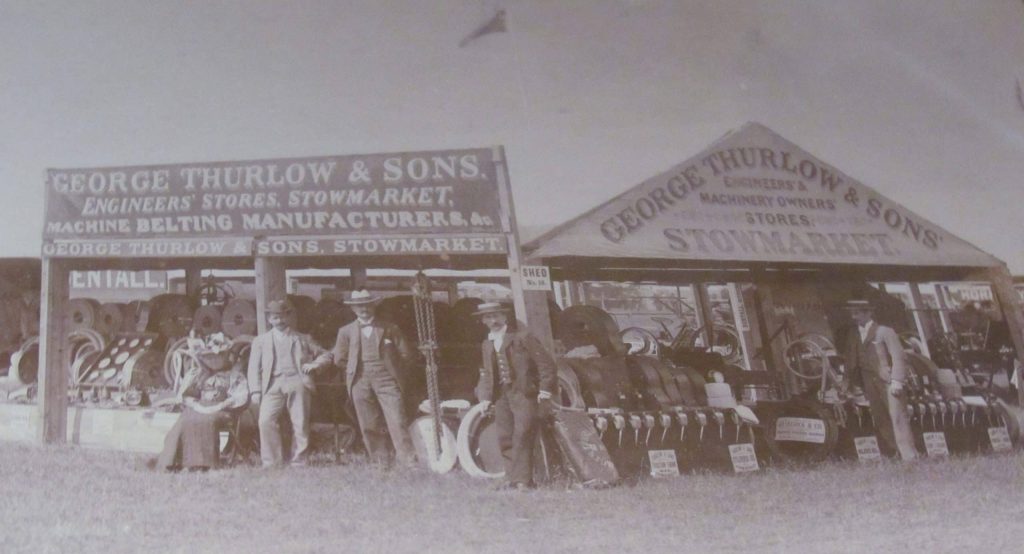 GEORGE THURLOW & SONS,
ENGINEERS' STORES, STOWMARKET,
MACHINE BELTING MANUFACTURERS, &c.
GEORGE THURLOW & SONS, STOWMARKET.
ENTALL.
SHED
GEORGE THURLOW & SONS
ENGINEERS' &
MACHINERY OWNERS'
STORES,
STOWMARKET.